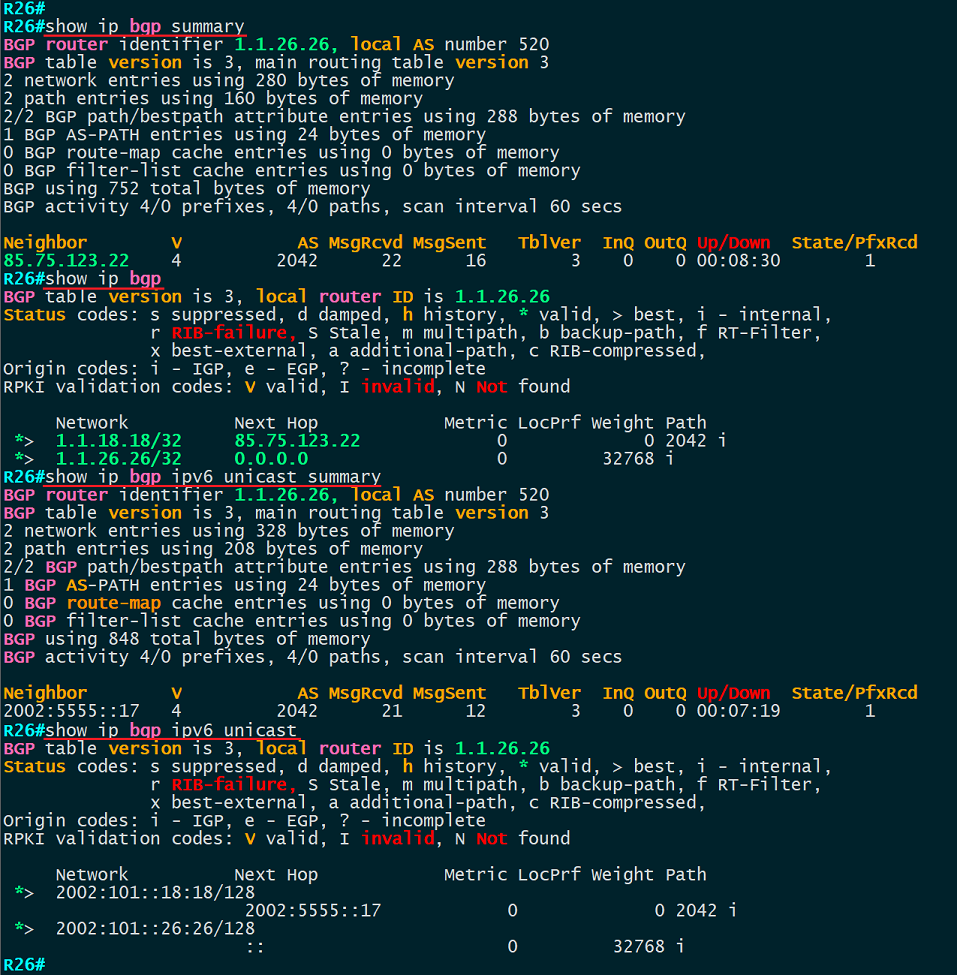 R26#
R26#show ip bgp summary
BGP router identifier 1.1.26.26, local AS number 520
BGP table version is 3, main routing table version 3
2 network entries using 280 bytes of memory
2 path entries using 160 bytes of memory
2/2 BGP path/bestpath attribute entries using 288 bytes of memory
1 BGP AS-PATH entries using 24 bytes of memory
0 BGP route-map cache entries using 0 bytes of memory
0 BGP filter-list cache entries using 0 bytes of memory
BGP using 752 total bytes of memory
BGP activity 4/0 prefixes, 4/0 paths, scan interval 60 secs

Neighbor        V           AS MsgRcvd MsgSent   TblVer  InQ OutQ Up/Down  State/PfxRcd
85.75.123.22    4         2042      22      16        3    0    0 00:08:30        1
R26#show ip bgp
BGP table version is 3, local router ID is 1.1.26.26
Status codes: s suppressed, d damped, h history, * valid, > best, i - internal,
              r RIB-failure, S Stale, m multipath, b backup-path, f RT-Filter,
              x best-external, a additional-path, c RIB-compressed,
Origin codes: i - IGP, e - EGP, ? - incomplete
RPKI validation codes: V valid, I invalid, N Not found

     Network          Next Hop            Metric LocPrf Weight Path
 *>  1.1.18.18/32     85.75.123.22             0             0 2042 i
 *>  1.1.26.26/32     0.0.0.0                  0         32768 i
R26#show ip bgp ipv6 unicast summary
BGP router identifier 1.1.26.26, local AS number 520
BGP table version is 3, main routing table version 3
2 network entries using 328 bytes of memory
2 path entries using 208 bytes of memory
2/2 BGP path/bestpath attribute entries using 288 bytes of memory
1 BGP AS-PATH entries using 24 bytes of memory
0 BGP route-map cache entries using 0 bytes of memory
0 BGP filter-list cache entries using 0 bytes of memory
BGP using 848 total bytes of memory
BGP activity 4/0 prefixes, 4/0 paths, scan interval 60 secs

Neighbor        V           AS MsgRcvd MsgSent   TblVer  InQ OutQ Up/Down  State/PfxRcd
2002:5555::17   4         2042      21      12        3    0    0 00:07:19        1
R26#show ip bgp ipv6 unicast
BGP table version is 3, local router ID is 1.1.26.26
Status codes: s suppressed, d damped, h history, * valid, > best, i - internal,
              r RIB-failure, S Stale, m multipath, b backup-path, f RT-Filter,
              x best-external, a additional-path, c RIB-compressed,
Origin codes: i - IGP, e - EGP, ? - incomplete
RPKI validation codes: V valid, I invalid, N Not found

     Network          Next Hop            Metric LocPrf Weight Path
 *>  2002:101::18:18/128
                       2002:5555::17            0             0 2042 i
 *>  2002:101::26:26/128
                       ::                       0         32768 i
R26#